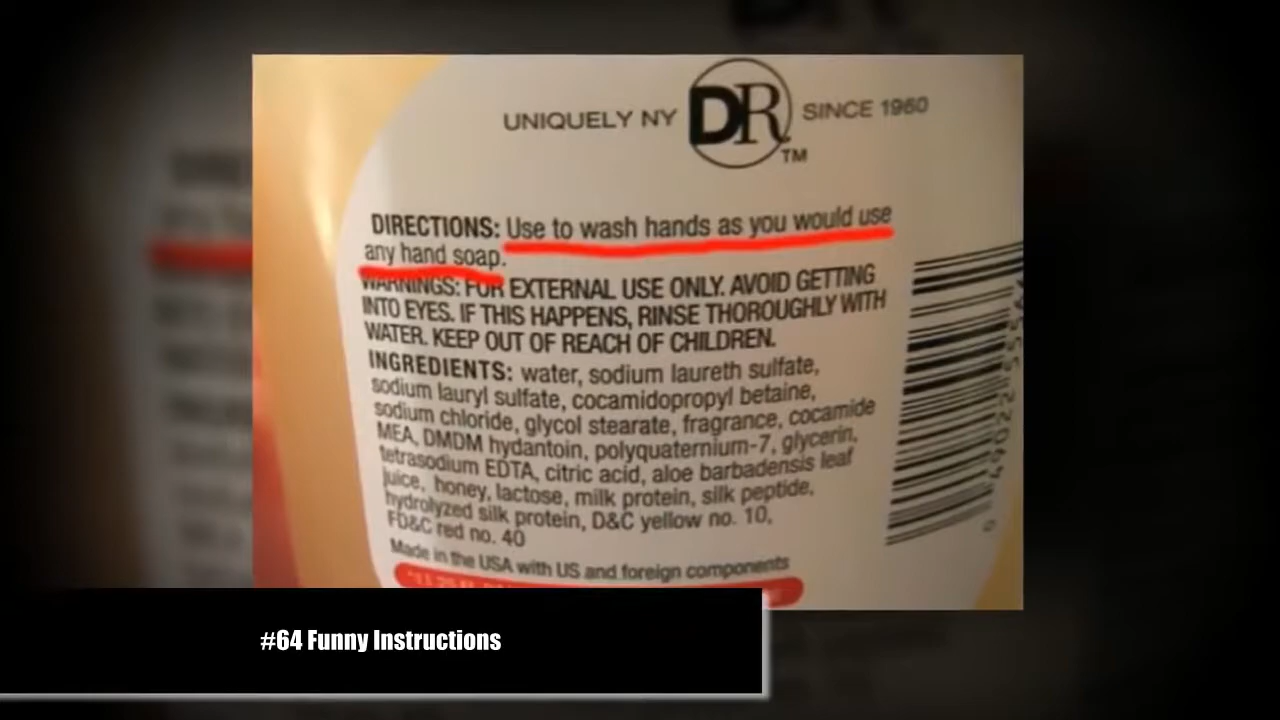 UNIQUELY NY DR SINCE 1960
TM
DIRECTIONS: Use to wash hands as you would use
any hand soap.
WARNINGS: FOR EXTERNAL USE ONLY. AVOID GETTING
INTO EYES. IF THIS HAPPENS, RINSE THOROUGHLY WITH
WATER. KEEP OUT OF REACH OF CHILDREN.
INGREDIENTS: water, sodium laureth sulfate,
sodium lauryl sulfate, cocamidopropyl betaine,
sodium chloride, glycol stearate, fragrance, cocamide
MEA, DMDM hydantoin, polyquaternium-7, glycerin,
tetrasodium EDTA, citric acid, aloe barbadensis leaf
juice, honey, lactose, milk protein, silk peptide,
hydrolyzed silk protein, D&C yellow no. 10,
FD&C red no. 40
Made in the USA with US and foreign components
#64 Funny Instructions